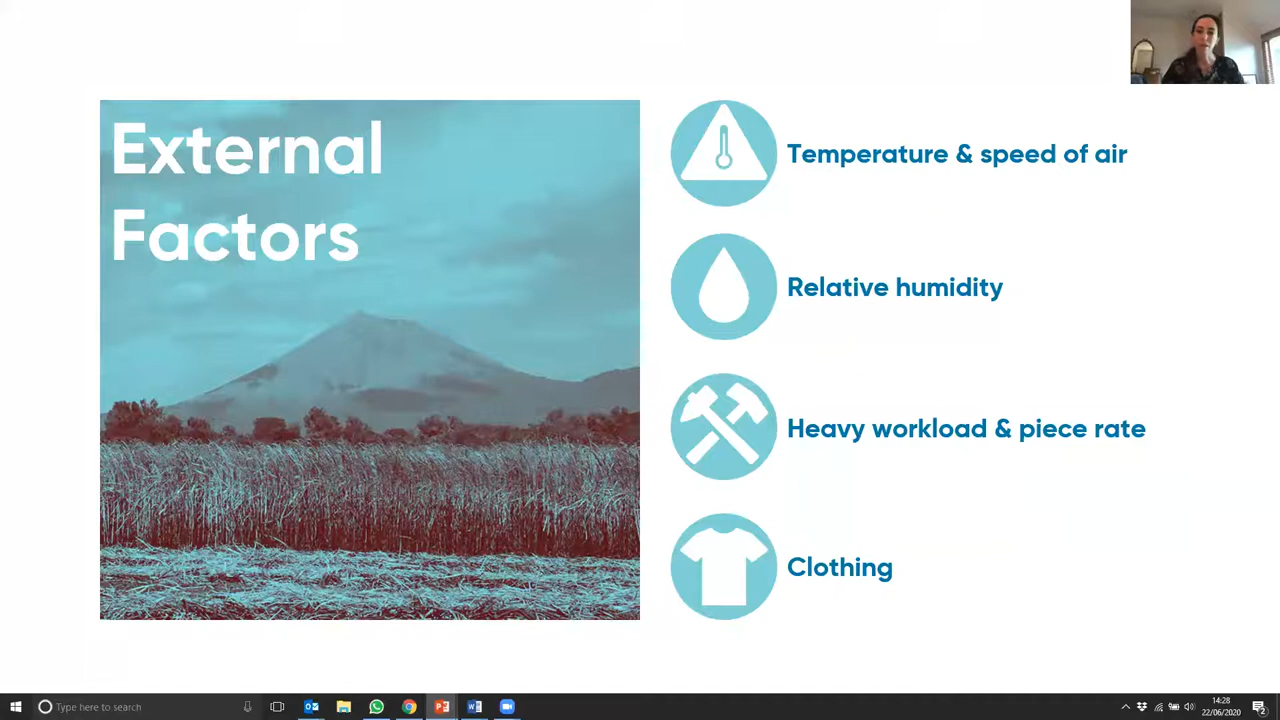 External
Factors
Temperature & speed of air
Relative humidity
Heavy workload & piece rate
Clothing
Type here to search
14:28
22/06/2020
2